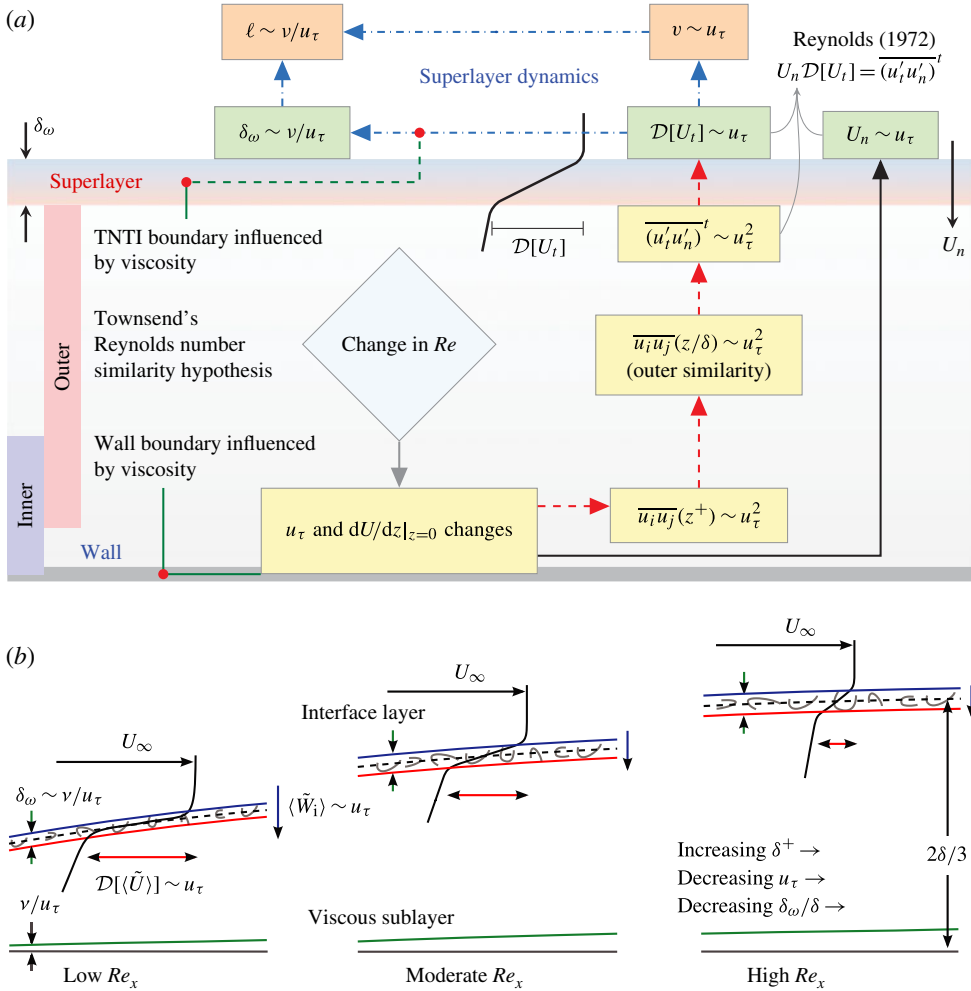 (a)
ℓ ~ ν/u_τ
v ~ u_τ
Reynolds (1972)
U_n 𝒟[U_t] = \overline{(u′_t u′_n)}^t
Superlayer dynamics
δ_ω
δ_ω ~ ν/u_τ
𝒟[U_t] ~ u_τ
U_n ~ u_τ
Superlayer
TNTI boundary influenced
by viscosity
𝒟[U_t]
\overline{(u′_t u′_n)}^t ~ u_τ^2
U_n
Townsend's
Reynolds number
similarity hypothesis
Outer
Change in Re
\overline{u_i u_j}(z/δ) ~ u_τ^2
(outer similarity)
Wall boundary influenced
by viscosity
Inner
u_τ and dU/dz|_{z=0} changes
\overline{u_i u_j}(z^+) ~ u_τ^2
Wall
(b)
U_∞
U_∞
U_∞
Interface layer
δ_ω ~ ν/u_τ
⟨W̃_i⟩ ~ u_τ
𝒟[⟨Ũ⟩] ~ u_τ
ν/u_τ
Viscous sublayer
Increasing δ^+ →
Decreasing u_τ →
Decreasing δ_ω/δ →
2δ/3
Low Re_x
Moderate Re_x
High Re_x